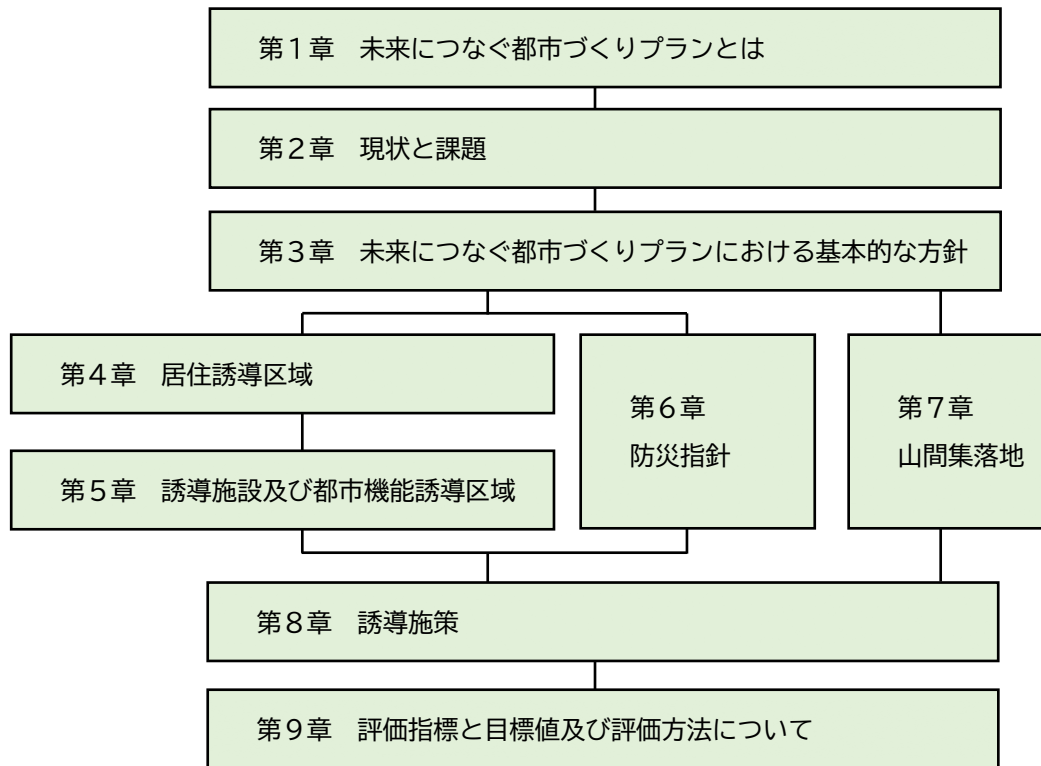 第１章　未来につなぐ都市づくりプランとは
第２章　現状と課題
第３章　未来につなぐ都市づくりプランにおける基本的な方針
第４章　居住誘導区域
第５章　誘導施設及び都市機能誘導区域
第６章
防災指針
第７章
山間集落地
第８章　誘導施策
第９章　評価指標と目標値及び評価方法について